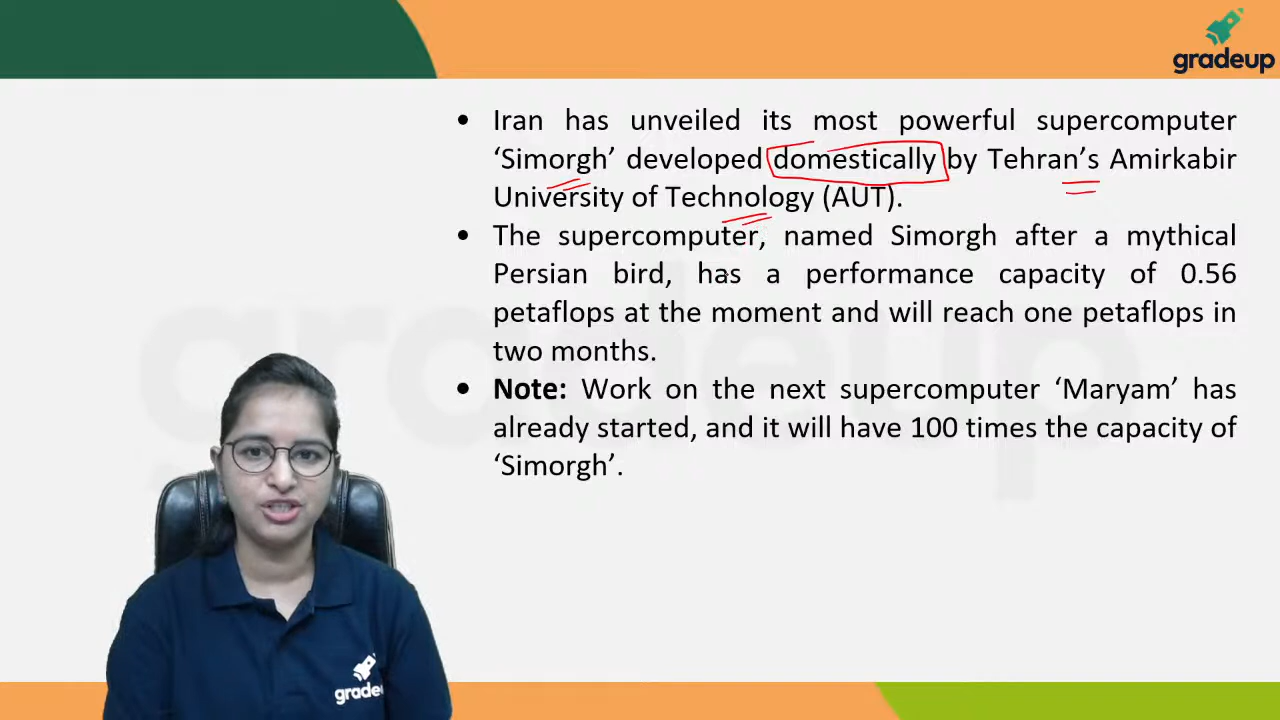 gradeup
• Iran has unveiled its most powerful supercomputer
‘Simorgh’ developed domestically by Tehran’s Amirkabir
University of Technology (AUT).
• The supercomputer, named Simorgh after a mythical
Persian bird, has a performance capacity of 0.56
petaflops at the moment and will reach one petaflops in
two months.
• Note: Work on the next supercomputer ‘Maryam’ has
already started, and it will have 100 times the capacity of
‘Simorgh’.
gradeup
gradeup